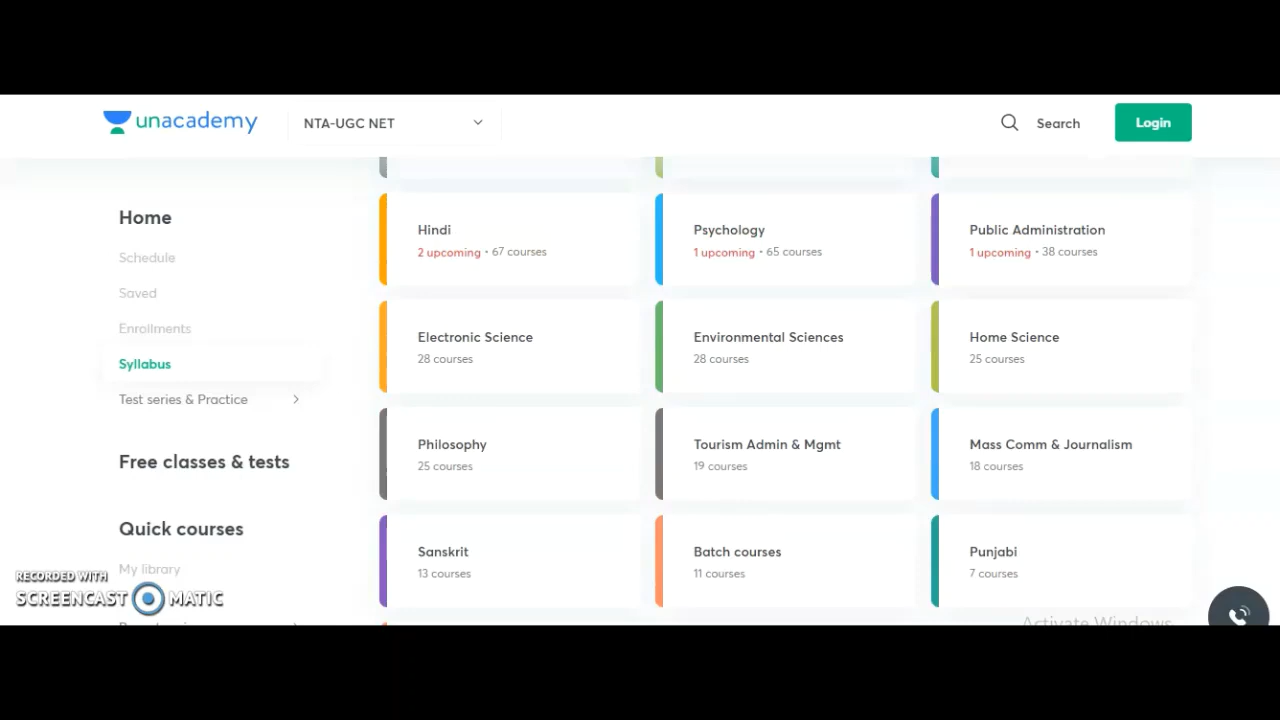 unacademy
NTA-UGC NET
Search
Login
Home
Schedule
Saved
Enrollments
Syllabus
Test series & Practice
Free classes & tests
Quick courses
My library
Hindi
2 upcoming • 67 courses
Psychology
1 upcoming • 65 courses
Public Administration
1 upcoming • 38 courses
Electronic Science
28 courses
Environmental Sciences
28 courses
Home Science
25 courses
Philosophy
25 courses
Tourism Admin & Mgmt
19 courses
Mass Comm & Journalism
18 courses
Sanskrit
13 courses
Batch courses
11 courses
Punjabi
7 courses
RECORDED WITH
SCREENCAST MATIC
Activate Windows